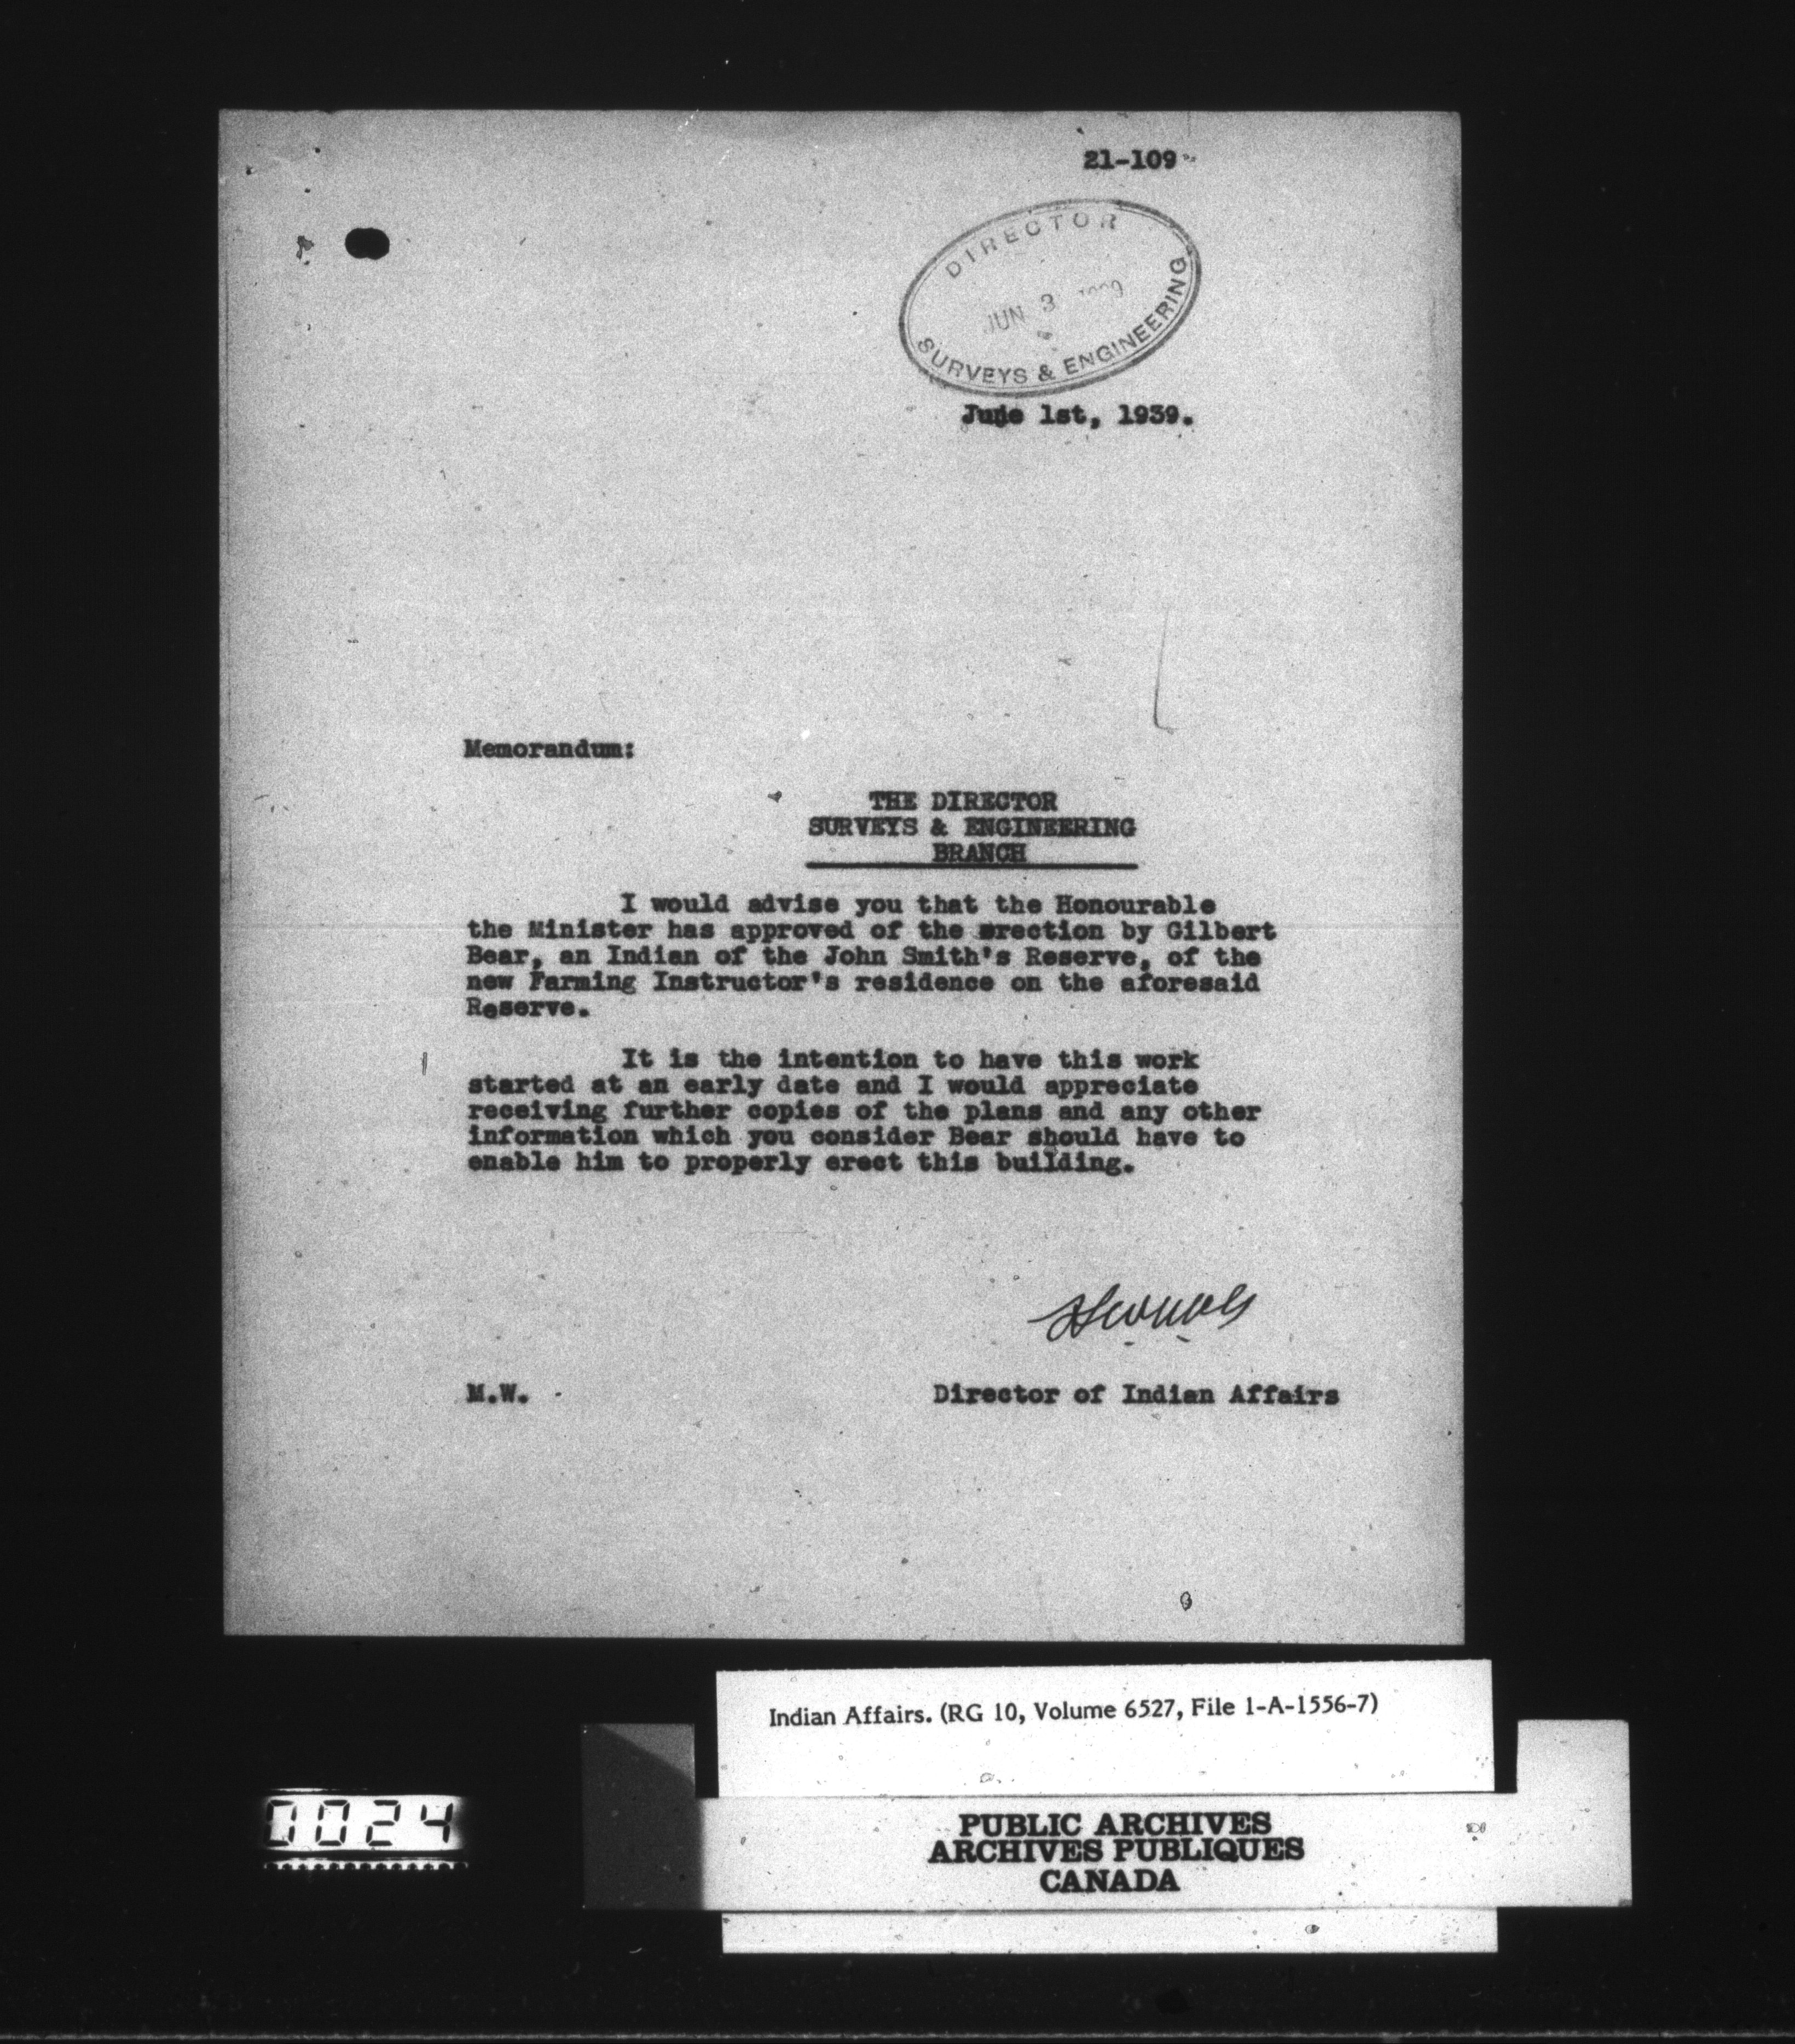 21-109
DIRECTOR
JUN 3
SURVEYS & ENGINEERING
June 1st, 1939.
Memorandum:
THE DIRECTOR
SURVEYS & ENGINEERING
BRANCH
I would advise you that the Honourable
the Minister has approved of the erection by Gilbert
Bear, an Indian of the John Smith's Reserve, of the
new Farming Instructor's residence on the aforesaid
Reserve.
It is the intention to have this work
started at an early date and I would appreciate
receiving further copies of the plans and any other
information which you consider Bear should have to
enable him to properly erect this building.
M.W.
Director of Indian Affairs
Indian Affairs. (RG 10, Volume 6527, File 1-A-1556-7)
0024
PUBLIC ARCHIVES
ARCHIVES PUBLIQUES
CANADA